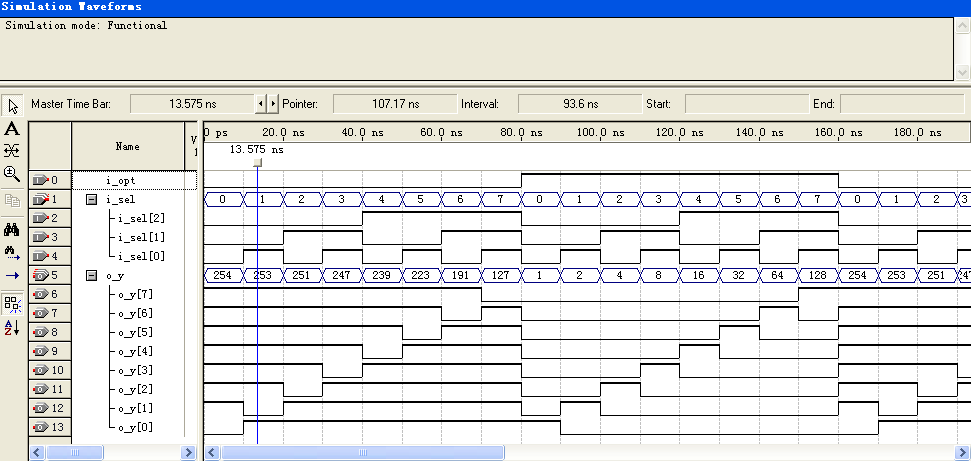 Simulation Waveforms
Simulation mode: Functional
Master Time Bar: 13.575 ns Pointer: 107.17 ns Interval: 93.6 ns Start: End:
Name V 1
0 ps 20.0 ns 40.0 ns 60.0 ns 80.0 ns 100.0 ns 120.0 ns 140.0 ns 160.0 ns 180.0 ns
13.575 ns
0 i_opt
1 i_sel 0 1 2 3 4 5 6 7 0 1 2 3 4 5 6 7 0 1 2 3
2 i_sel[2]
3 i_sel[1]
4 i_sel[0]
5 o_y 254 253 251 247 239 223 191 127 1 2 4 8 16 32 64 128 254 253 251 247
6 o_y[7]
7 o_y[6]
8 o_y[5]
9 o_y[4]
10 o_y[3]
11 o_y[2]
12 o_y[1]
13 o_y[0]
A
A
Z